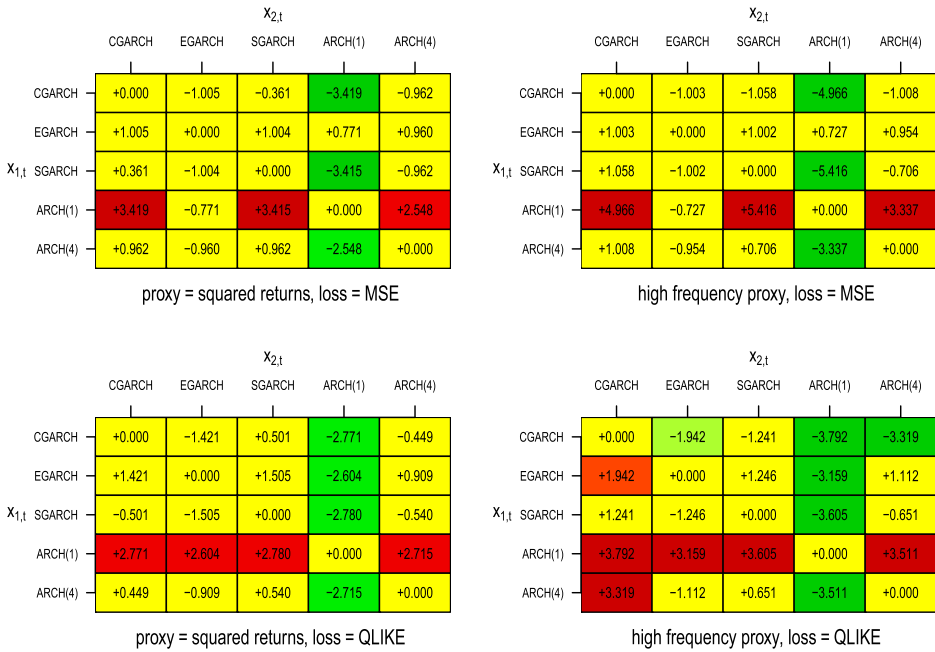 x2,t
CGARCH EGARCH SGARCH ARCH(1) ARCH(4)
CGARCH +0.000 −1.005 −0.361 −3.419 −0.962
EGARCH +1.005 +0.000 +1.004 +0.771 +0.960
x1,t SGARCH +0.361 −1.004 +0.000 −3.415 −0.962
ARCH(1) +3.419 −0.771 +3.415 +0.000 +2.548
ARCH(4) +0.962 −0.960 +0.962 −2.548 +0.000
proxy = squared returns, loss = MSE
x2,t
CGARCH EGARCH SGARCH ARCH(1) ARCH(4)
CGARCH +0.000 −1.003 −1.058 −4.966 −1.008
EGARCH +1.003 +0.000 +1.002 +0.727 +0.954
x1,t SGARCH +1.058 −1.002 +0.000 −5.416 −0.706
ARCH(1) +4.966 −0.727 +5.416 +0.000 +3.337
ARCH(4) +1.008 −0.954 +0.706 −3.337 +0.000
high frequency proxy, loss = MSE
x2,t
CGARCH EGARCH SGARCH ARCH(1) ARCH(4)
CGARCH +0.000 −1.421 +0.501 −2.771 −0.449
EGARCH +1.421 +0.000 +1.505 −2.604 +0.909
x1,t SGARCH −0.501 −1.505 +0.000 −2.780 −0.540
ARCH(1) +2.771 +2.604 +2.780 +0.000 +2.715
ARCH(4) +0.449 −0.909 +0.540 −2.715 +0.000
proxy = squared returns, loss = QLIKE
x2,t
CGARCH EGARCH SGARCH ARCH(1) ARCH(4)
CGARCH +0.000 −1.942 −1.241 −3.792 −3.319
EGARCH +1.942 +0.000 +1.246 −3.159 +1.112
x1,t SGARCH +1.241 −1.246 +0.000 −3.605 −0.651
ARCH(1) +3.792 +3.159 +3.605 +0.000 +3.511
ARCH(4) +3.319 −1.112 +0.651 −3.511 +0.000
high frequency proxy, loss = QLIKE